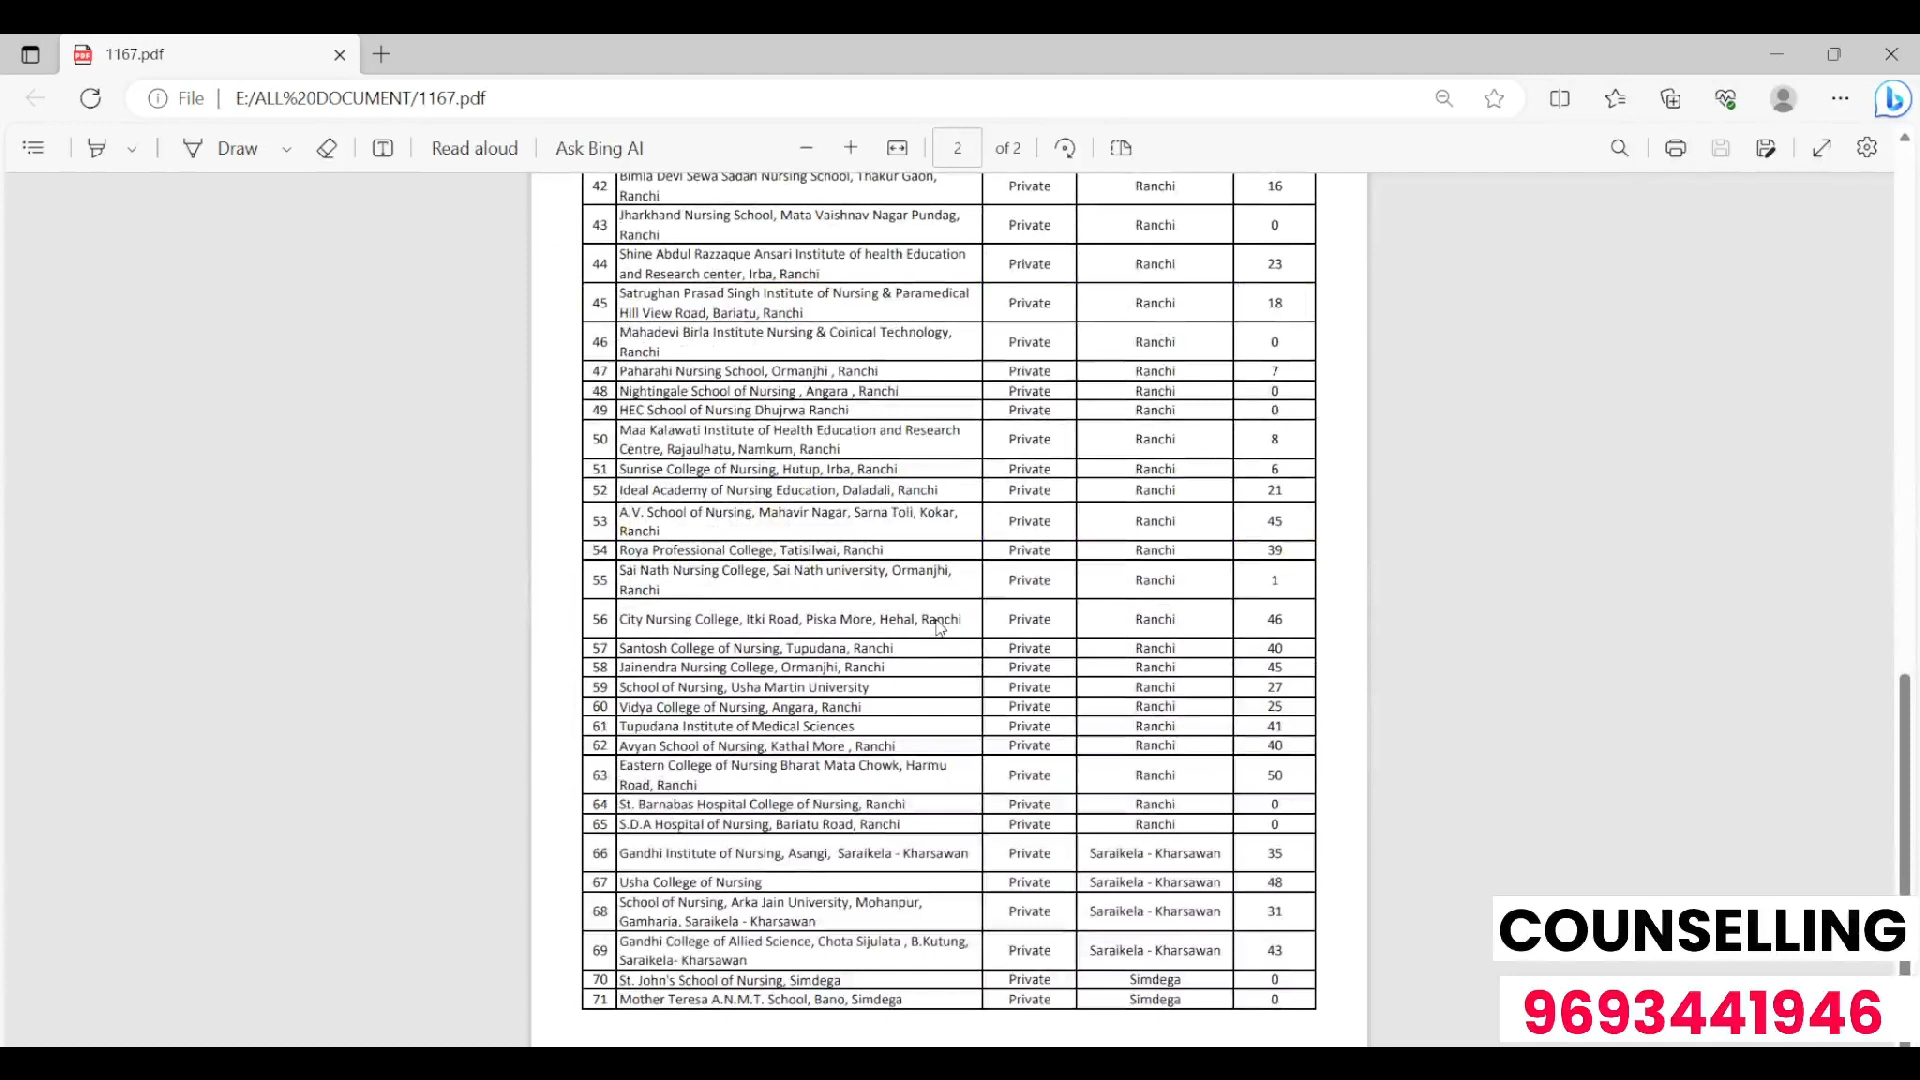 1167.pdf
File
E:/ALL%20DOCUMENT/1167.pdf
Draw
Read aloud
Ask Bing AI
2
of 2
42 Bimla Devi Sewa Sadan Nursing School, Thakur Gaon,
Ranchi Private Ranchi 16
43 Jharkhand Nursing School, Mata Vaishnav Nagar Pundag,
Ranchi Private Ranchi 0
44 Shine Abdul Razzaque Ansari Institute of health Education
and Research center, Irba, Ranchi Private Ranchi 23
45 Satrughan Prasad Singh Institute of Nursing & Paramedical
Hill View Road, Bariatu, Ranchi Private Ranchi 18
46 Mahadevi Birla Institute Nursing & Coinical Technology,
Ranchi Private Ranchi 0
47 Paharahi Nursing School, Ormanjhi , Ranchi Private Ranchi 7
48 Nightingale School of Nursing , Angara , Ranchi Private Ranchi 0
49 HEC School of Nursing Dhujrwa Ranchi Private Ranchi 0
50 Maa Kalawati Institute of Health Education and Research
Centre, Rajaulhatu, Namkum, Ranchi Private Ranchi 8
51 Sunrise College of Nursing, Hutup, Irba, Ranchi Private Ranchi 6
52 Ideal Academy of Nursing Education, Daladali, Ranchi Private Ranchi 21
53 A.V. School of Nursing, Mahavir Nagar, Sarna Toli, Kokar,
Ranchi Private Ranchi 45
54 Roya Professional College, Tatisilwai, Ranchi Private Ranchi 39
55 Sai Nath Nursing College, Sai Nath university, Ormanjhi,
Ranchi Private Ranchi 1
56 City Nursing College, Itki Road, Piska More, Hehal, Ranchi Private Ranchi 46
57 Santosh College of Nursing, Tupudana, Ranchi Private Ranchi 40
58 Jainendra Nursing College, Ormanjhi, Ranchi Private Ranchi 45
59 School of Nursing, Usha Martin University Private Ranchi 27
60 Vidya College of Nursing, Angara, Ranchi Private Ranchi 25
61 Tupudana Institute of Medical Sciences Private Ranchi 41
62 Avyan School of Nursing, Kathal More , Ranchi Private Ranchi 40
63 Eastern College of Nursing Bharat Mata Chowk, Harmu
Road, Ranchi Private Ranchi 50
64 St. Barnabas Hospital College of Nursing, Ranchi Private Ranchi 0
65 S.D.A Hospital of Nursing, Bariatu Road, Ranchi Private Ranchi 0
66 Gandhi Institute of Nursing, Asangi, Saraikela - Kharsawan Private Saraikela - Kharsawan 35
67 Usha College of Nursing Private Saraikela - Kharsawan 48
68 School of Nursing, Arka Jain University, Mohanpur,
Gamharia, Saraikela - Kharsawan Private Saraikela - Kharsawan 31
69 Gandhi College of Allied Science, Chota Sijulata , B.Kutung,
Saraikela- Kharsawan Private Saraikela - Kharsawan 43
70 St. John's School of Nursing, Simdega Private Simdega 0
71 Mother Teresa A.N.M.T. School, Bano, Simdega Private Simdega 0
COUNSELLING
9693441946